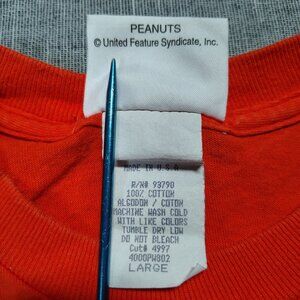 PEANUTS
© United Feature Syndicate, Inc.
MADE IN U.S.A
R/N# 93790
100% COTTON
ALGODON / COTON
MACHINE WASH COLD
WITH LIKE COLORS
TUMBLE DRY LOW
DO NOT BLEACH
Cut# 4997
4000PW802
LARGE